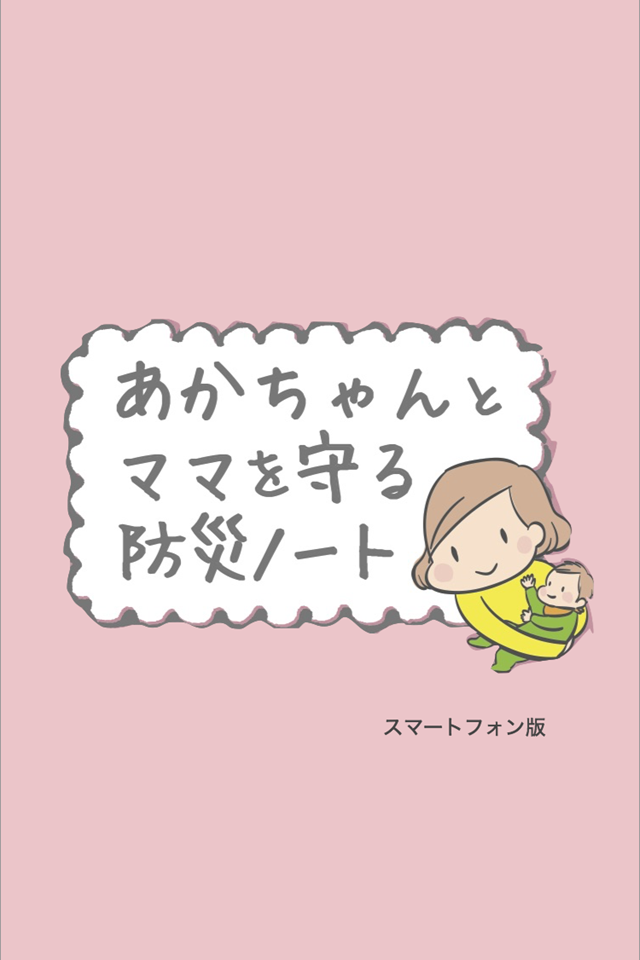 あかちゃんと
ママを守る
防災ノート
スマートフォン版